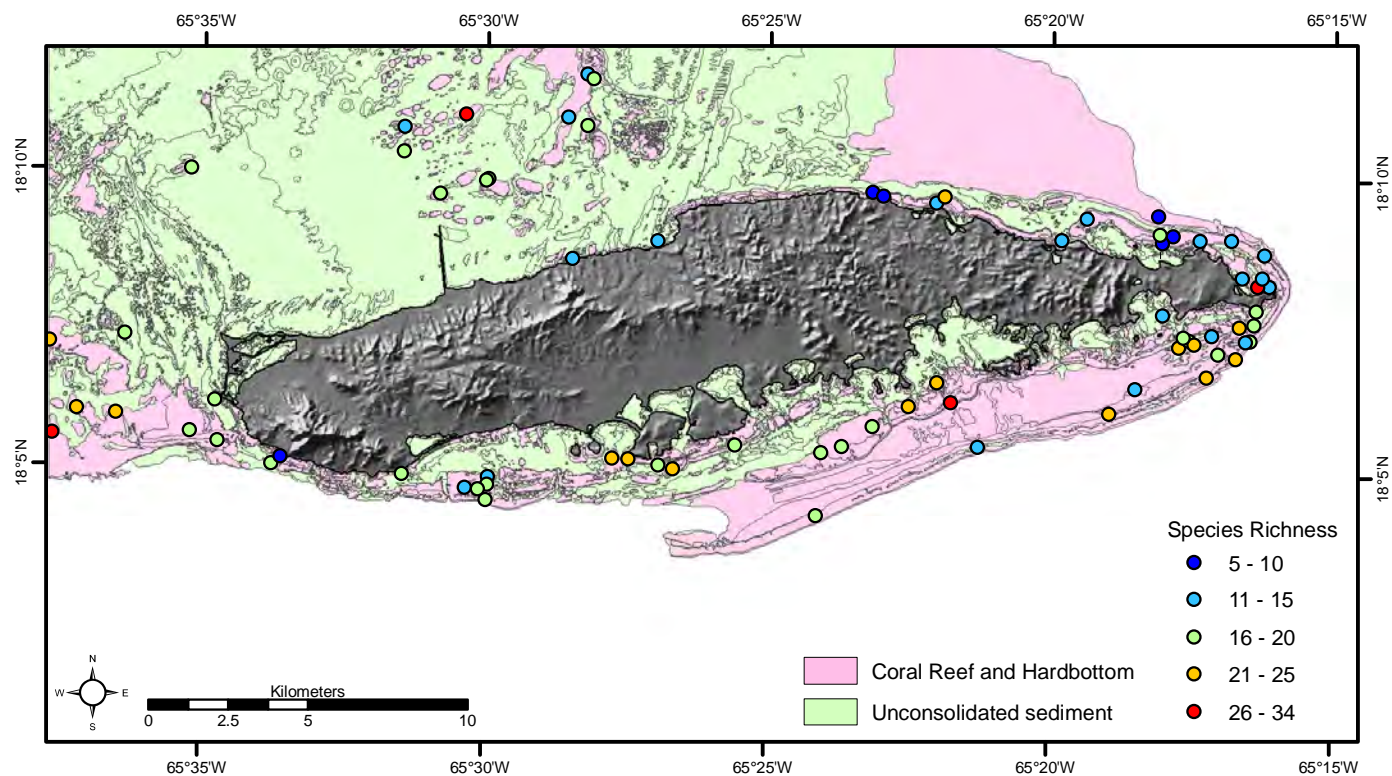 65°35'W 65°30'W 65°25'W 65°20'W 65°15'W
18°10'N 18°10'N
18°5'N 18°5'N
Species Richness
5 - 10
11 - 15
16 - 20
21 - 25
26 - 34
Coral Reef and Hardbottom
Unconsolidated sediment
N
W E
S
Kilometers
0 2.5 5 10
65°35'W 65°30'W 65°25'W 65°20'W 65°15'W